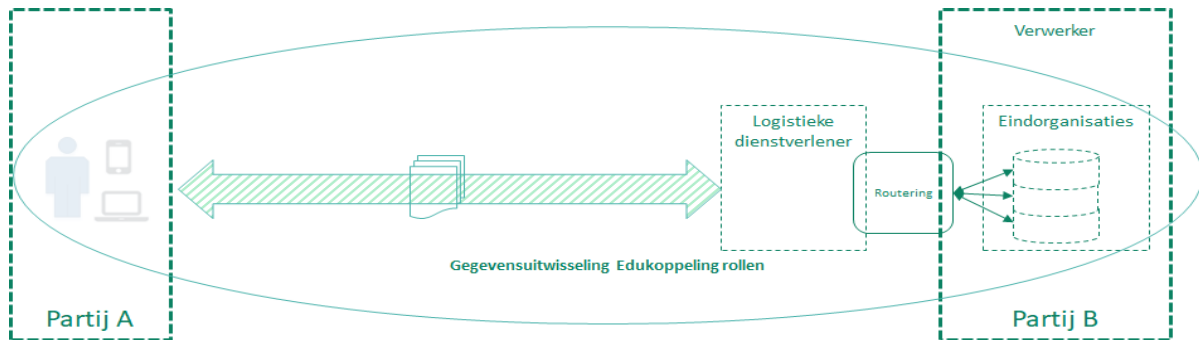 Verwerker
Logistieke
dienstverlener
Eindorganisaties
Routering
Gegevensuitwisseling Edukoppeling rollen
Partij A
Partij B